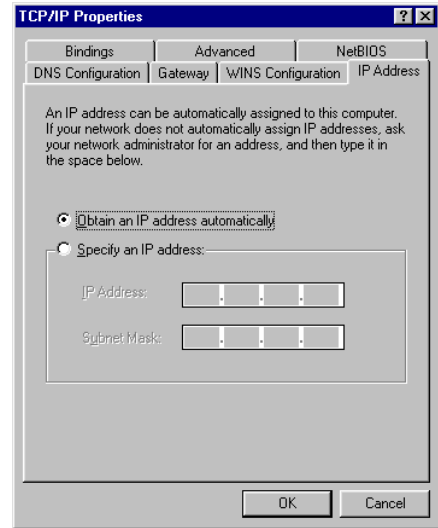 TCP/IP Properties
Bindings Advanced NetBIOS
DNS Configuration Gateway WINS Configuration IP Address
An IP address can be automatically assigned to this computer.
If your network does not automatically assign IP addresses, ask
your network administrator for an address, and then type it in
the space below.
Obtain an IP address automatically
Specify an IP address:
IP Address:
Subnet Mask:
OK Cancel